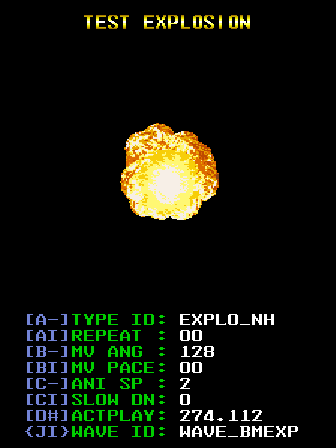 TEST EXPLOSION
[A-]TYPE ID: EXPLO_NH
[AI]REPEAT : 00
[B-]MV ANG : 128
[BI]MV PACE: 00
[C-]ANI SP : 2
[CI]SLOW DN: 0
[D#]ACTPLAY: 274.112
{JI}WAVE ID: WAVE_BMEXP